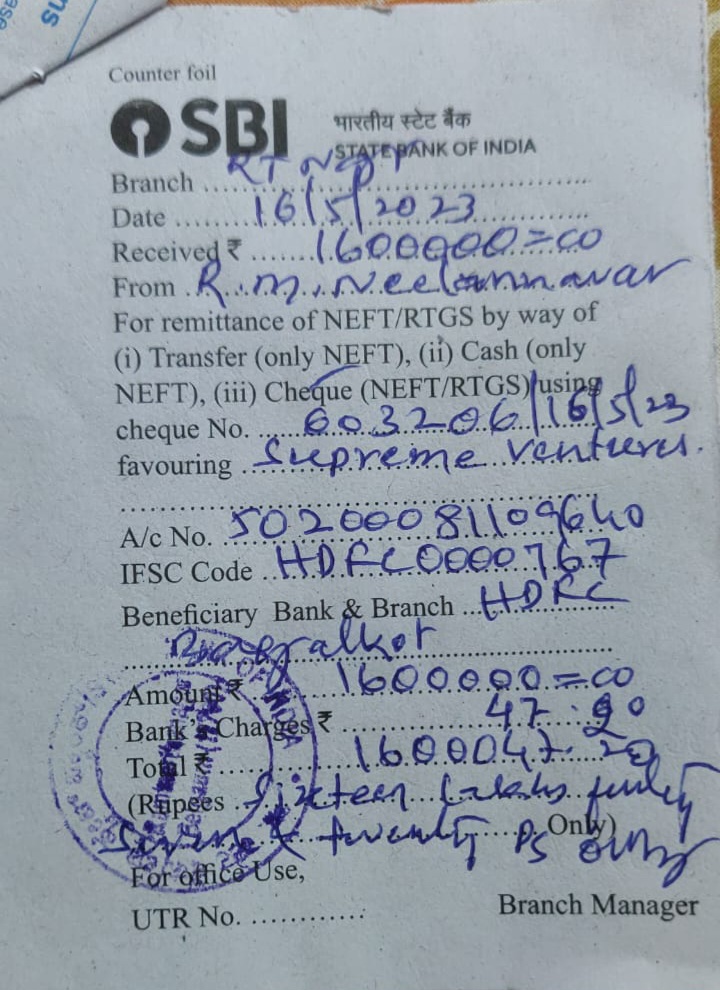 Counter foil
SBI भारतीय स्टेट बैंक
STATE BANK OF INDIA
Branch ... RT Nagar
Date ... 16/5/2023
Received ₹ ... 1600000=00
From . R.M. Neelannavar
For remittance of NEFT/RTGS by way of
(i) Transfer (only NEFT), (ii) Cash (only
NEFT), (iii) Cheque (NEFT/RTGS) using
cheque No. ... 603206/16/5/23
favouring . Supreme Ventures.
A/c No. 50200081109640
IFSC Code .. HDFC0000767
Beneficiary Bank & Branch ... HDFC
Bagalkot
Amount ₹ 1600000=00
Bank's Charges ₹ ... 47.20
Total ₹ ... 1600047.20
(Rupees . Sixteen Lakhs fourty
Seven & twenty Ps Only) only
For office Use,
UTR No. ............
Branch Manager